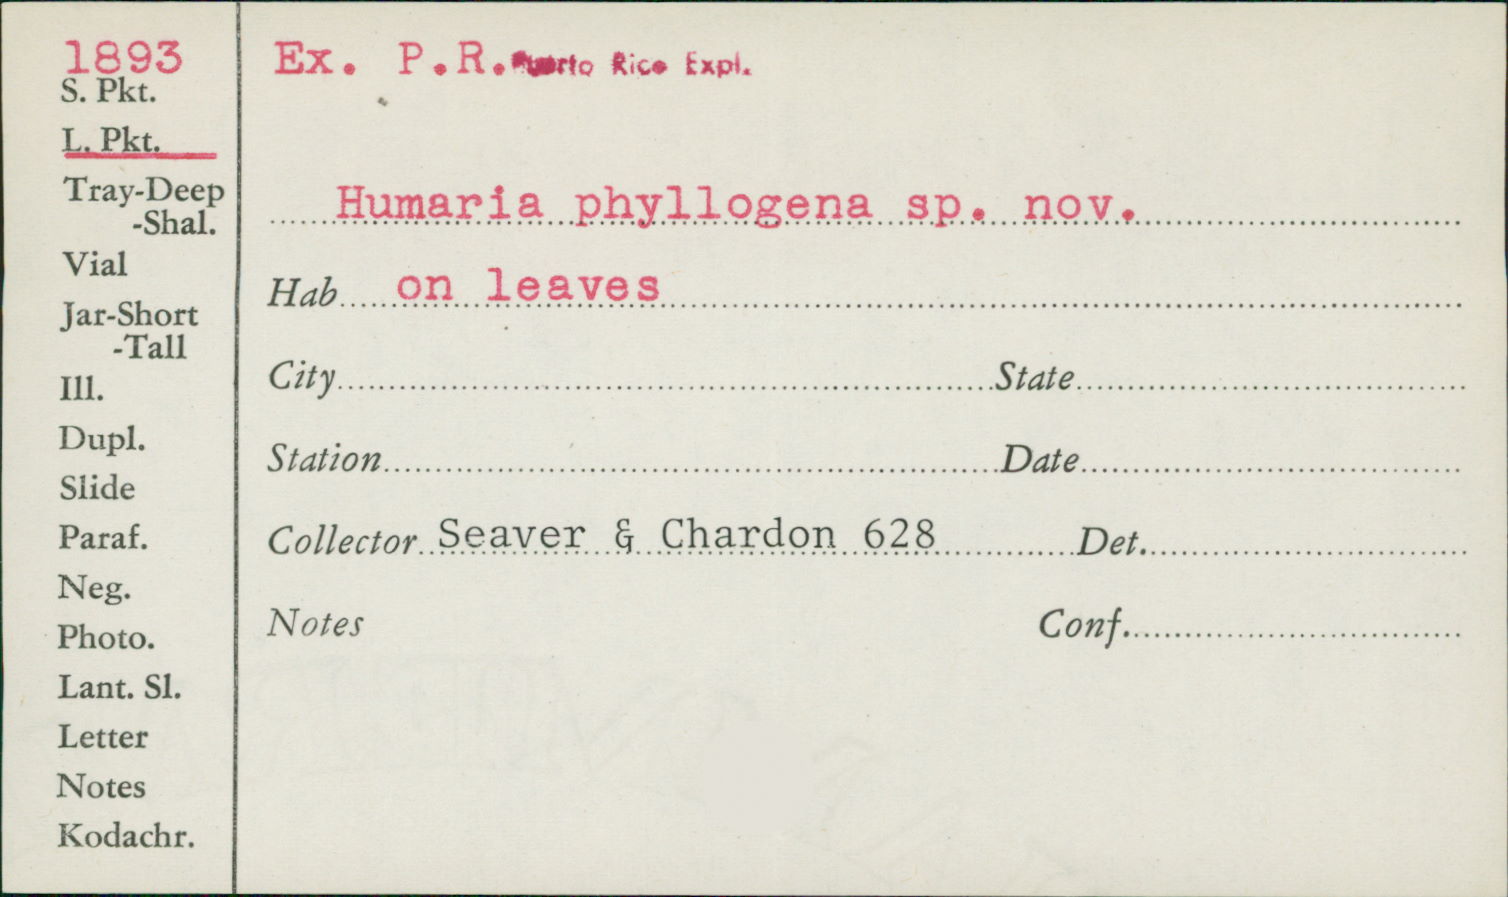 1893
S. Pkt.
L. Pkt.
Tray-Deep
-Shal.
Vial
Jar-Short
-Tall
Ill.
Dupl.
Slide
Paraf.
Neg.
Photo.
Lant. Sl.
Letter
Notes
Kodachr.
Ex. P.R. Puerto Rico Expl.
Humaria phyllogena sp. nov.
Hab on leaves
City State
Station Date
Collector Seaver & Chardon 628 Det.
Notes Conf.